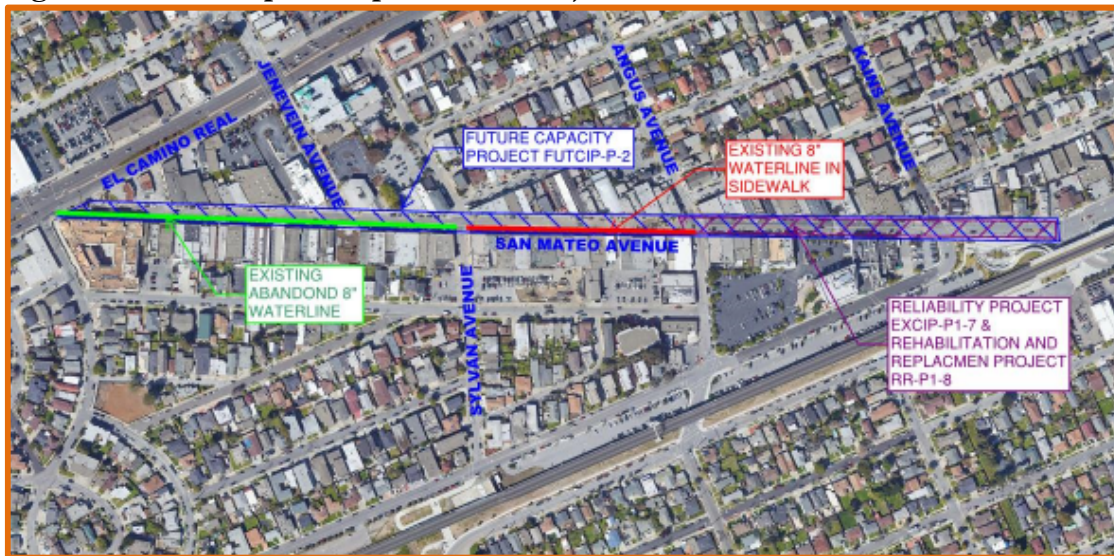 EL CAMINO REAL
JENEVEIN AVENUE
FUTURE CAPACITY
PROJECT FUTCIP-P-2
ANGUS AVENUE
EXISTING 8"
WATERLINE IN
SIDEWALK
KAINS AVENUE
SAN MATEO AVENUE
EXISTING
ABANDOND 8"
WATERLINE
SYLVAN AVENUE
RELIABILITY PROJECT
EXCIP-P1-7 &
REHABILITATION AND
REPLACMEN PROJECT
RR-P1-8